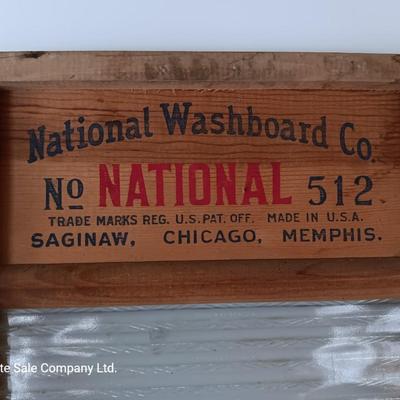 National Washboard Co.
No NATIONAL 512
TRADE MARKS REG. U.S. PAT. OFF. MADE IN U.S.A.
SAGINAW, CHICAGO, MEMPHIS.
te Sale Company Ltd.